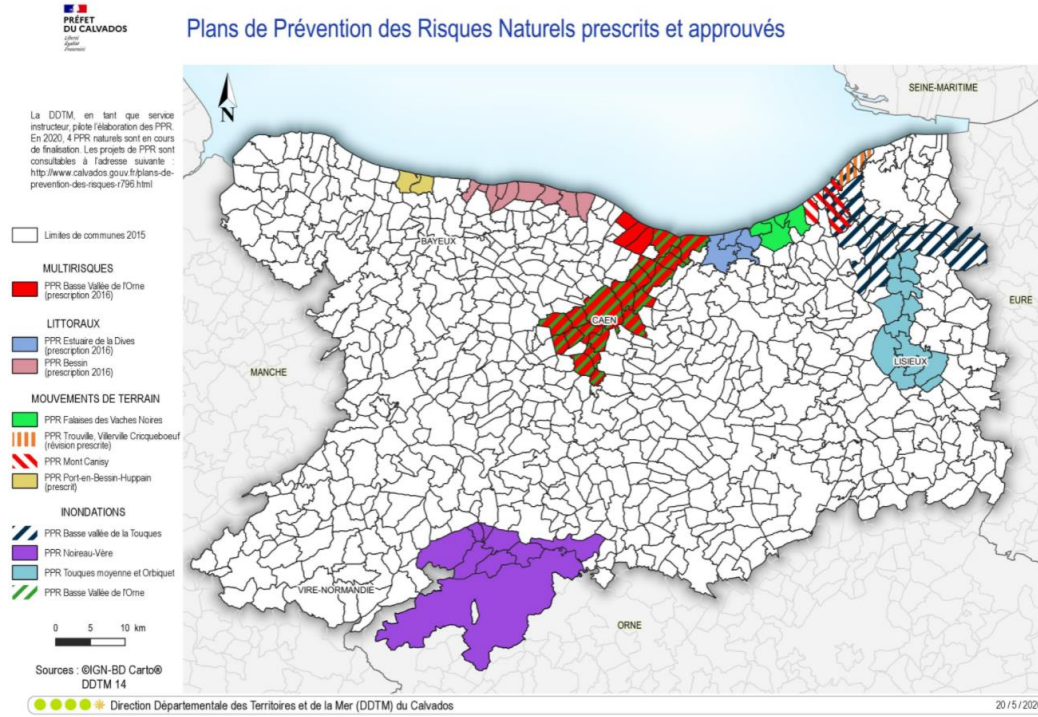 PRÉFET
DU CALVADOS
Liberté
Égalité
Fraternité
Plans de Prévention des Risques Naturels prescrits et approuvés
La DDTM, en tant que service
instructeur, pilote l'élaboration des PPR.
En 2020, 4 PPR naturels sont en cours
de finalisation. Les projets de PPR sont
consultables à l'adresse suivante :
http://www.calvados.gouv.fr/plans-de-
prevention-des-risques-r796.html
Limites de communes 2015
MULTIRISQUES
PPR Basse Vallée de l'Orne
(prescription 2016)
LITTORAUX
PPR Estuaire de la Dives
(prescription 2016)
PPR Bessin
(prescription 2016)
MOUVEMENTS DE TERRAIN
PPR Falaises des Vaches Noires
PPR Trouville, Villerville Cricqueboeuf
(révision prescrite)
PPR Mont Canisy
PPR Port-en-Bessin-Huppain
(prescrit)
INONDATIONS
PPR Basse vallée de la Touques
PPR Noireau-Vère
PPR Touques moyenne et Orbiquet
PPR Basse Vallée de l'Orne
0 5 10 km
Sources : ©IGN-BD Carto®
DDTM 14
N
SEINE-MARITIME
BAYEUX
CAEN
EURE
LISIEUX
MANCHE
VIRE-NORMANDIE
ORNE
Direction Départementale des Territoires et de la Mer (DDTM) du Calvados
20/5/2020